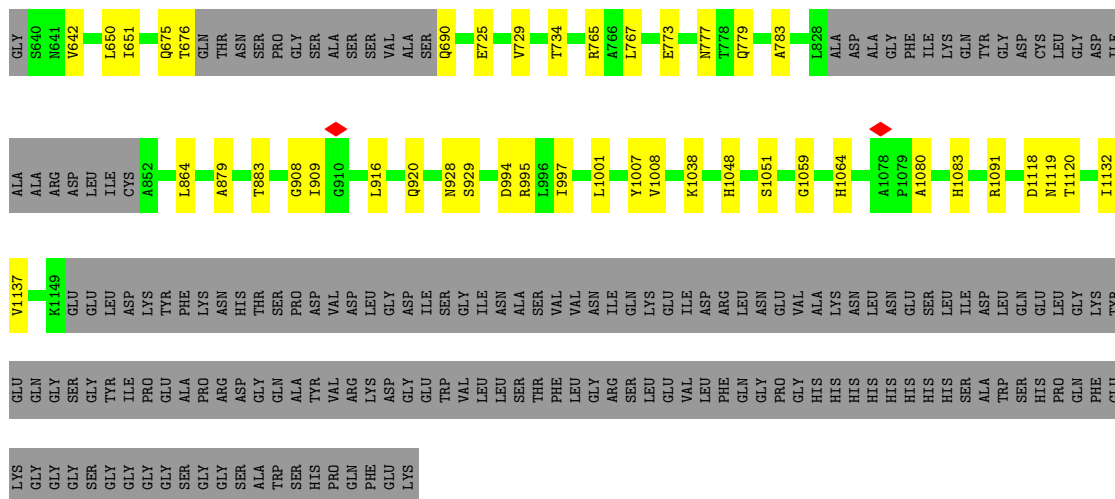 GLY S640 N641 V642 L650 I651 Q675 T676 GLN THR ASN SER PRO GLY SER ALA SER SER VAL ALA SER Q690 E725 V729 T734 R765 A766 L767 E773 N777 T778 Q779 A783 L828 ALA ASP ALA GLY PHE ILE LYS GLN TYR GLY ASP CYS LEU GLY ASP ILE
ALA ALA ARG ASP LEU ILE CYS A852 L864 A879 T883 G908 I909 G910 L916 Q920 N928 S929 D994 R995 L996 I997 L1001 Y1007 V1008 K1038 H1048 S1051 G1059 H1064 A1078 P1079 A1080 H1083 R1091 D1118 N1119 T1120 I1132
V1137 K1149 GLU GLU LEU ASP LYS TYR PHE LYS ASN HIS THR SER PRO ASP VAL ASP LEU GLY ASP ILE SER GLY ILE ASN ALA SER VAL VAL ASN ILE GLN LYS GLU ILE ASP ARG LEU ASN GLU VAL ALA LYS ASN LEU ASN GLU SER LEU ILE ASP LEU GLN GLU LEU GLY LYS TYR
GLU GLN GLY SER GLY TYR ILE PRO GLU ALA PRO ARG ASP GLY GLN ALA TYR VAL ARG LYS ASP GLY GLU TRP VAL LEU LEU SER THR PHE LEU GLY ARG SER LEU GLU VAL LEU PHE GLN GLY PRO GLY HIS HIS HIS HIS HIS HIS HIS HIS SER ALA TRP SER HIS PRO GLN PHE GLU
LYS GLY GLY GLY SER GLY GLY GLY GLY SER GLY GLY SER ALA TRP SER HIS PRO GLN PHE GLU LYS